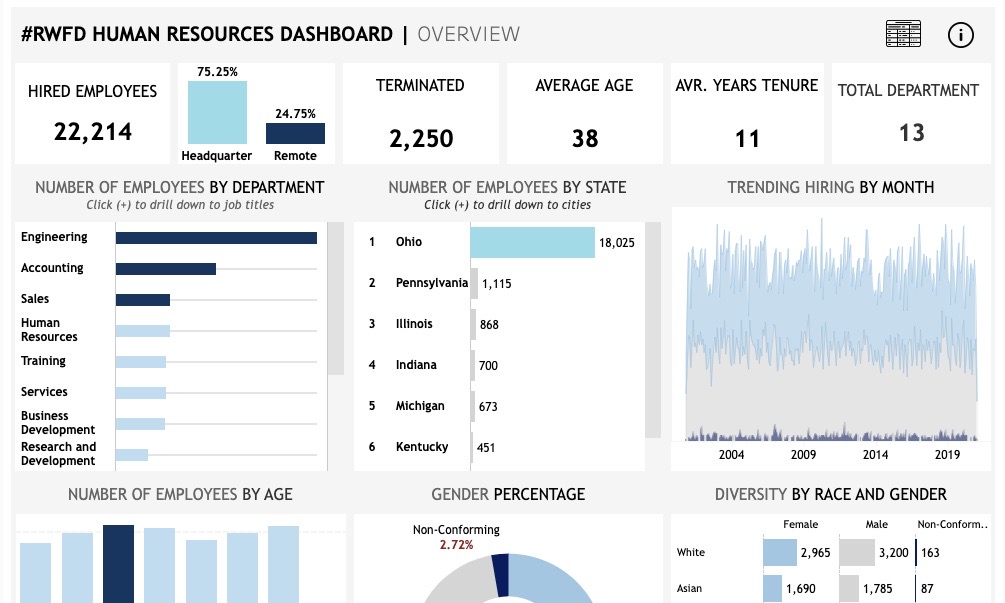 #RWFD HUMAN RESOURCES DASHBOARD | OVERVIEW
HIRED EMPLOYEES
22,214
75.25%
24.75%
Headquarter
Remote
TERMINATED
2,250
AVERAGE AGE
38
AVR. YEARS TENURE
11
TOTAL DEPARTMENT
13
NUMBER OF EMPLOYEES BY DEPARTMENT
Click (+) to drill down to job titles
Engineering
Accounting
Sales
Human
Resources
Training
Services
Business
Development
Research and
Development
NUMBER OF EMPLOYEES BY STATE
Click (+) to drill down to cities
1 Ohio 18,025
2 Pennsylvania 1,115
3 Illinois 868
4 Indiana 700
5 Michigan 673
6 Kentucky 451
TRENDING HIRING BY MONTH
2004 2009 2014 2019
NUMBER OF EMPLOYEES BY AGE
GENDER PERCENTAGE
Non-Conforming
2.72%
DIVERSITY BY RACE AND GENDER
Female Male Non-Conform..
White 2,965 3,200 163
Asian 1,690 1,785 87